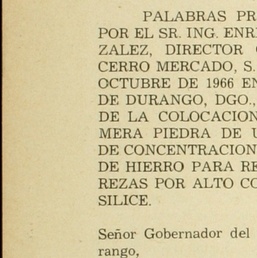 PALABRAS PR
POR EL SR. ING. ENRI
ZALEZ, DIRECTOR
CERRO MERCADO, S.
OCTUBRE DE 1966 EN
DE DURANGO, DGO.,
DE LA COLOCACION
MERA PIEDRA DE U
DE CONCENTRACION
DE HIERRO PARA RE
REZAS POR ALTO CO
SILICE.
Señor Gobernador del
rango,